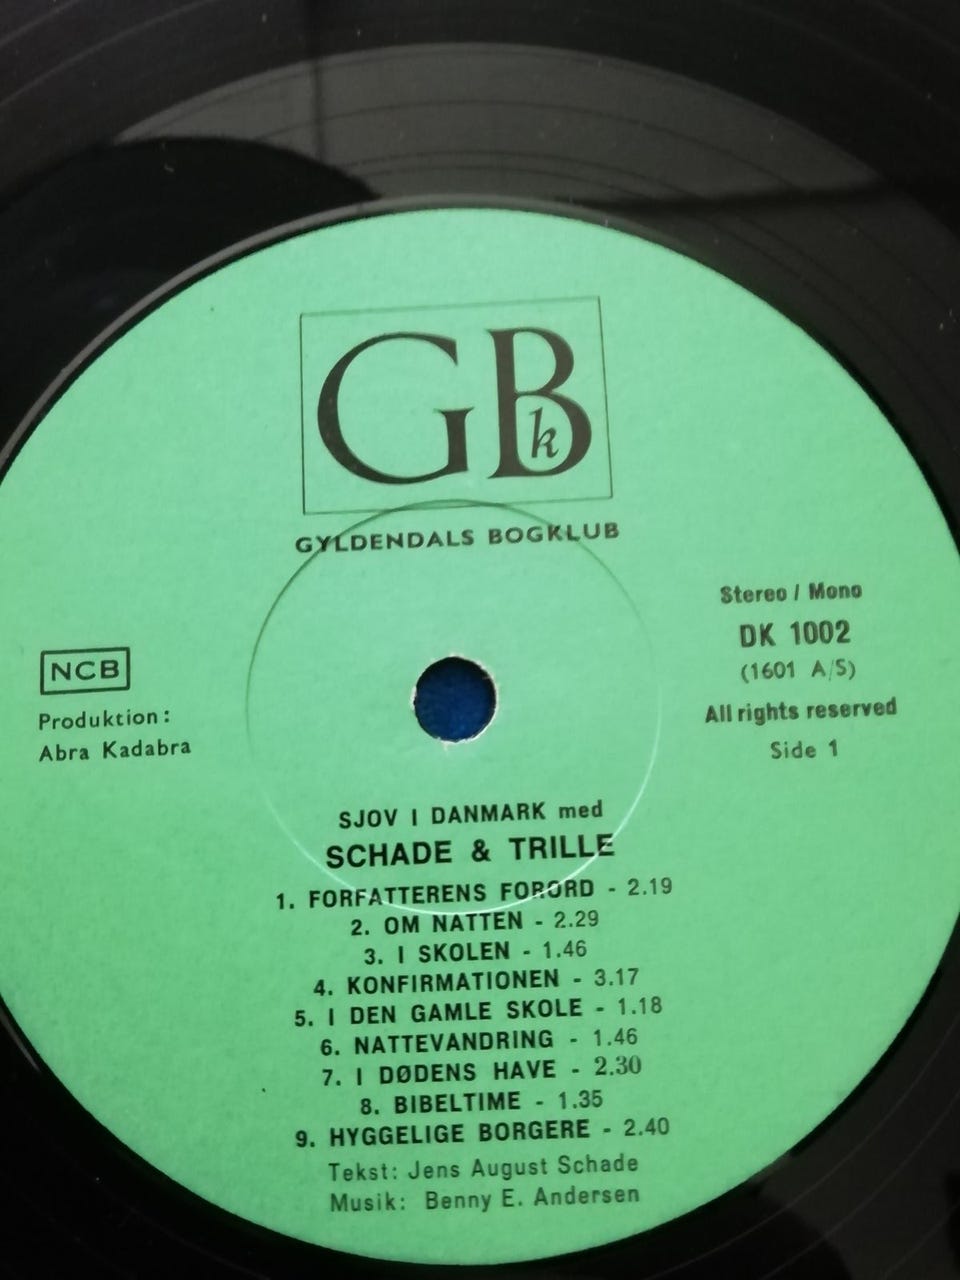 GBk
GYLDENDALS BOGKLUB
Stereo / Mono
DK 1002
(1601 A/S)
All rights reserved
Side 1
NCB
Produktion:
Abra Kadabra
SJOV I DANMARK med
SCHADE & TRILLE
1. FORFATTERENS FORORD - 2.19
2. OM NATTEN - 2.29
3. I SKOLEN - 1.46
4. KONFIRMATIONEN - 3.17
5. I DEN GAMLE SKOLE - 1.18
6. NATTEVANDRING - 1.46
7. I DØDENS HAVE - 2.30
8. BIBELTIME - 1.35
9. HYGGELIGE BORGERE - 2.40
Tekst: Jens August Schade
Musik: Benny E. Andersen